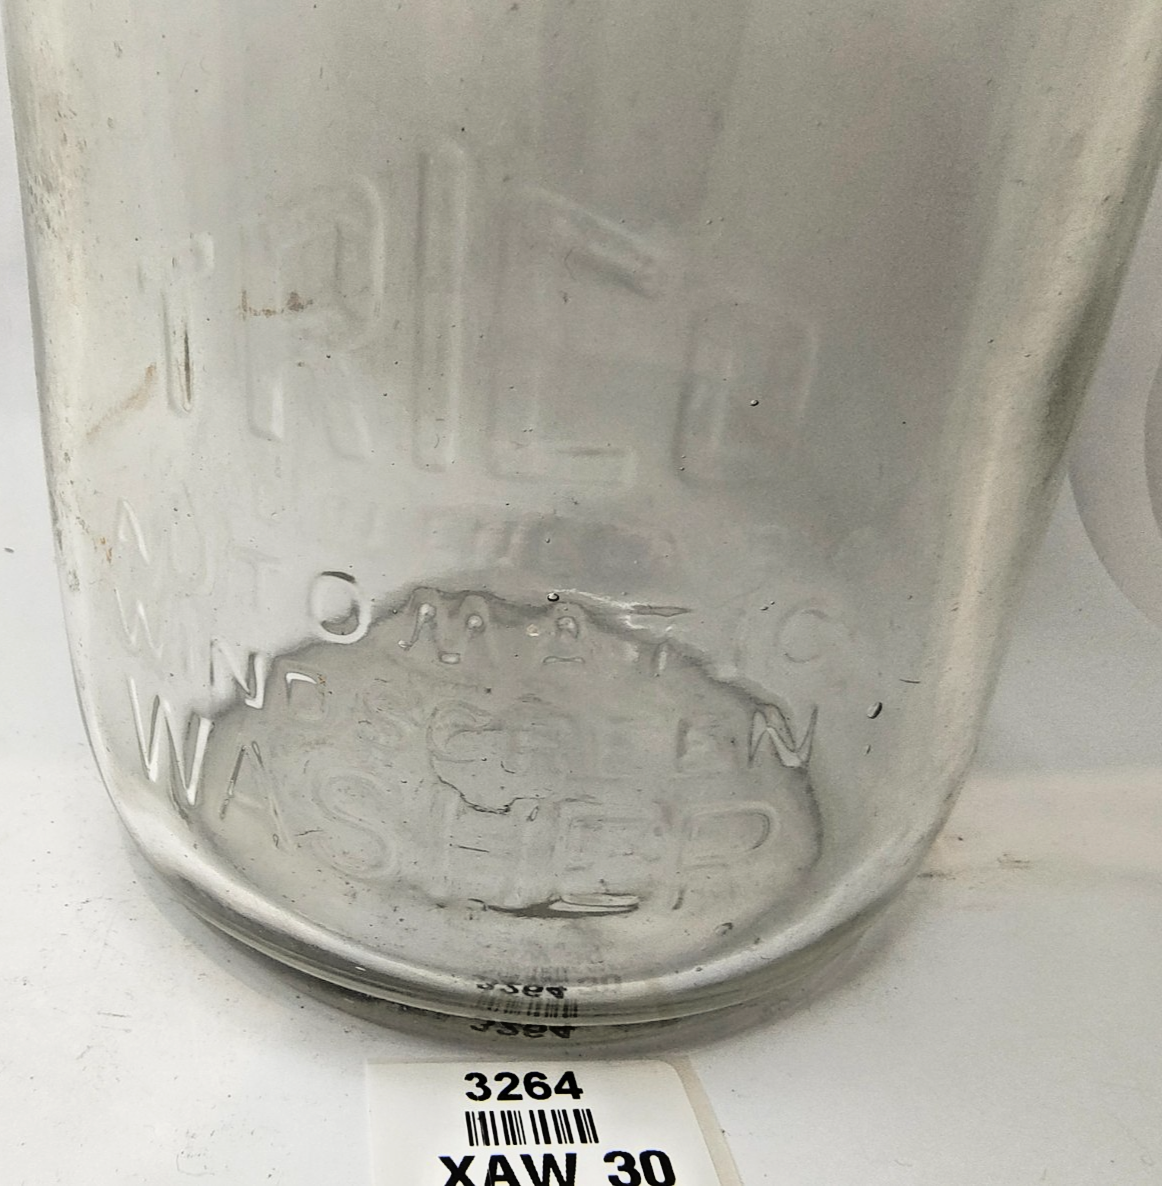 TRICO
AUTOMATIC
WINDSCREEN
WASHER
3264
XAW 30